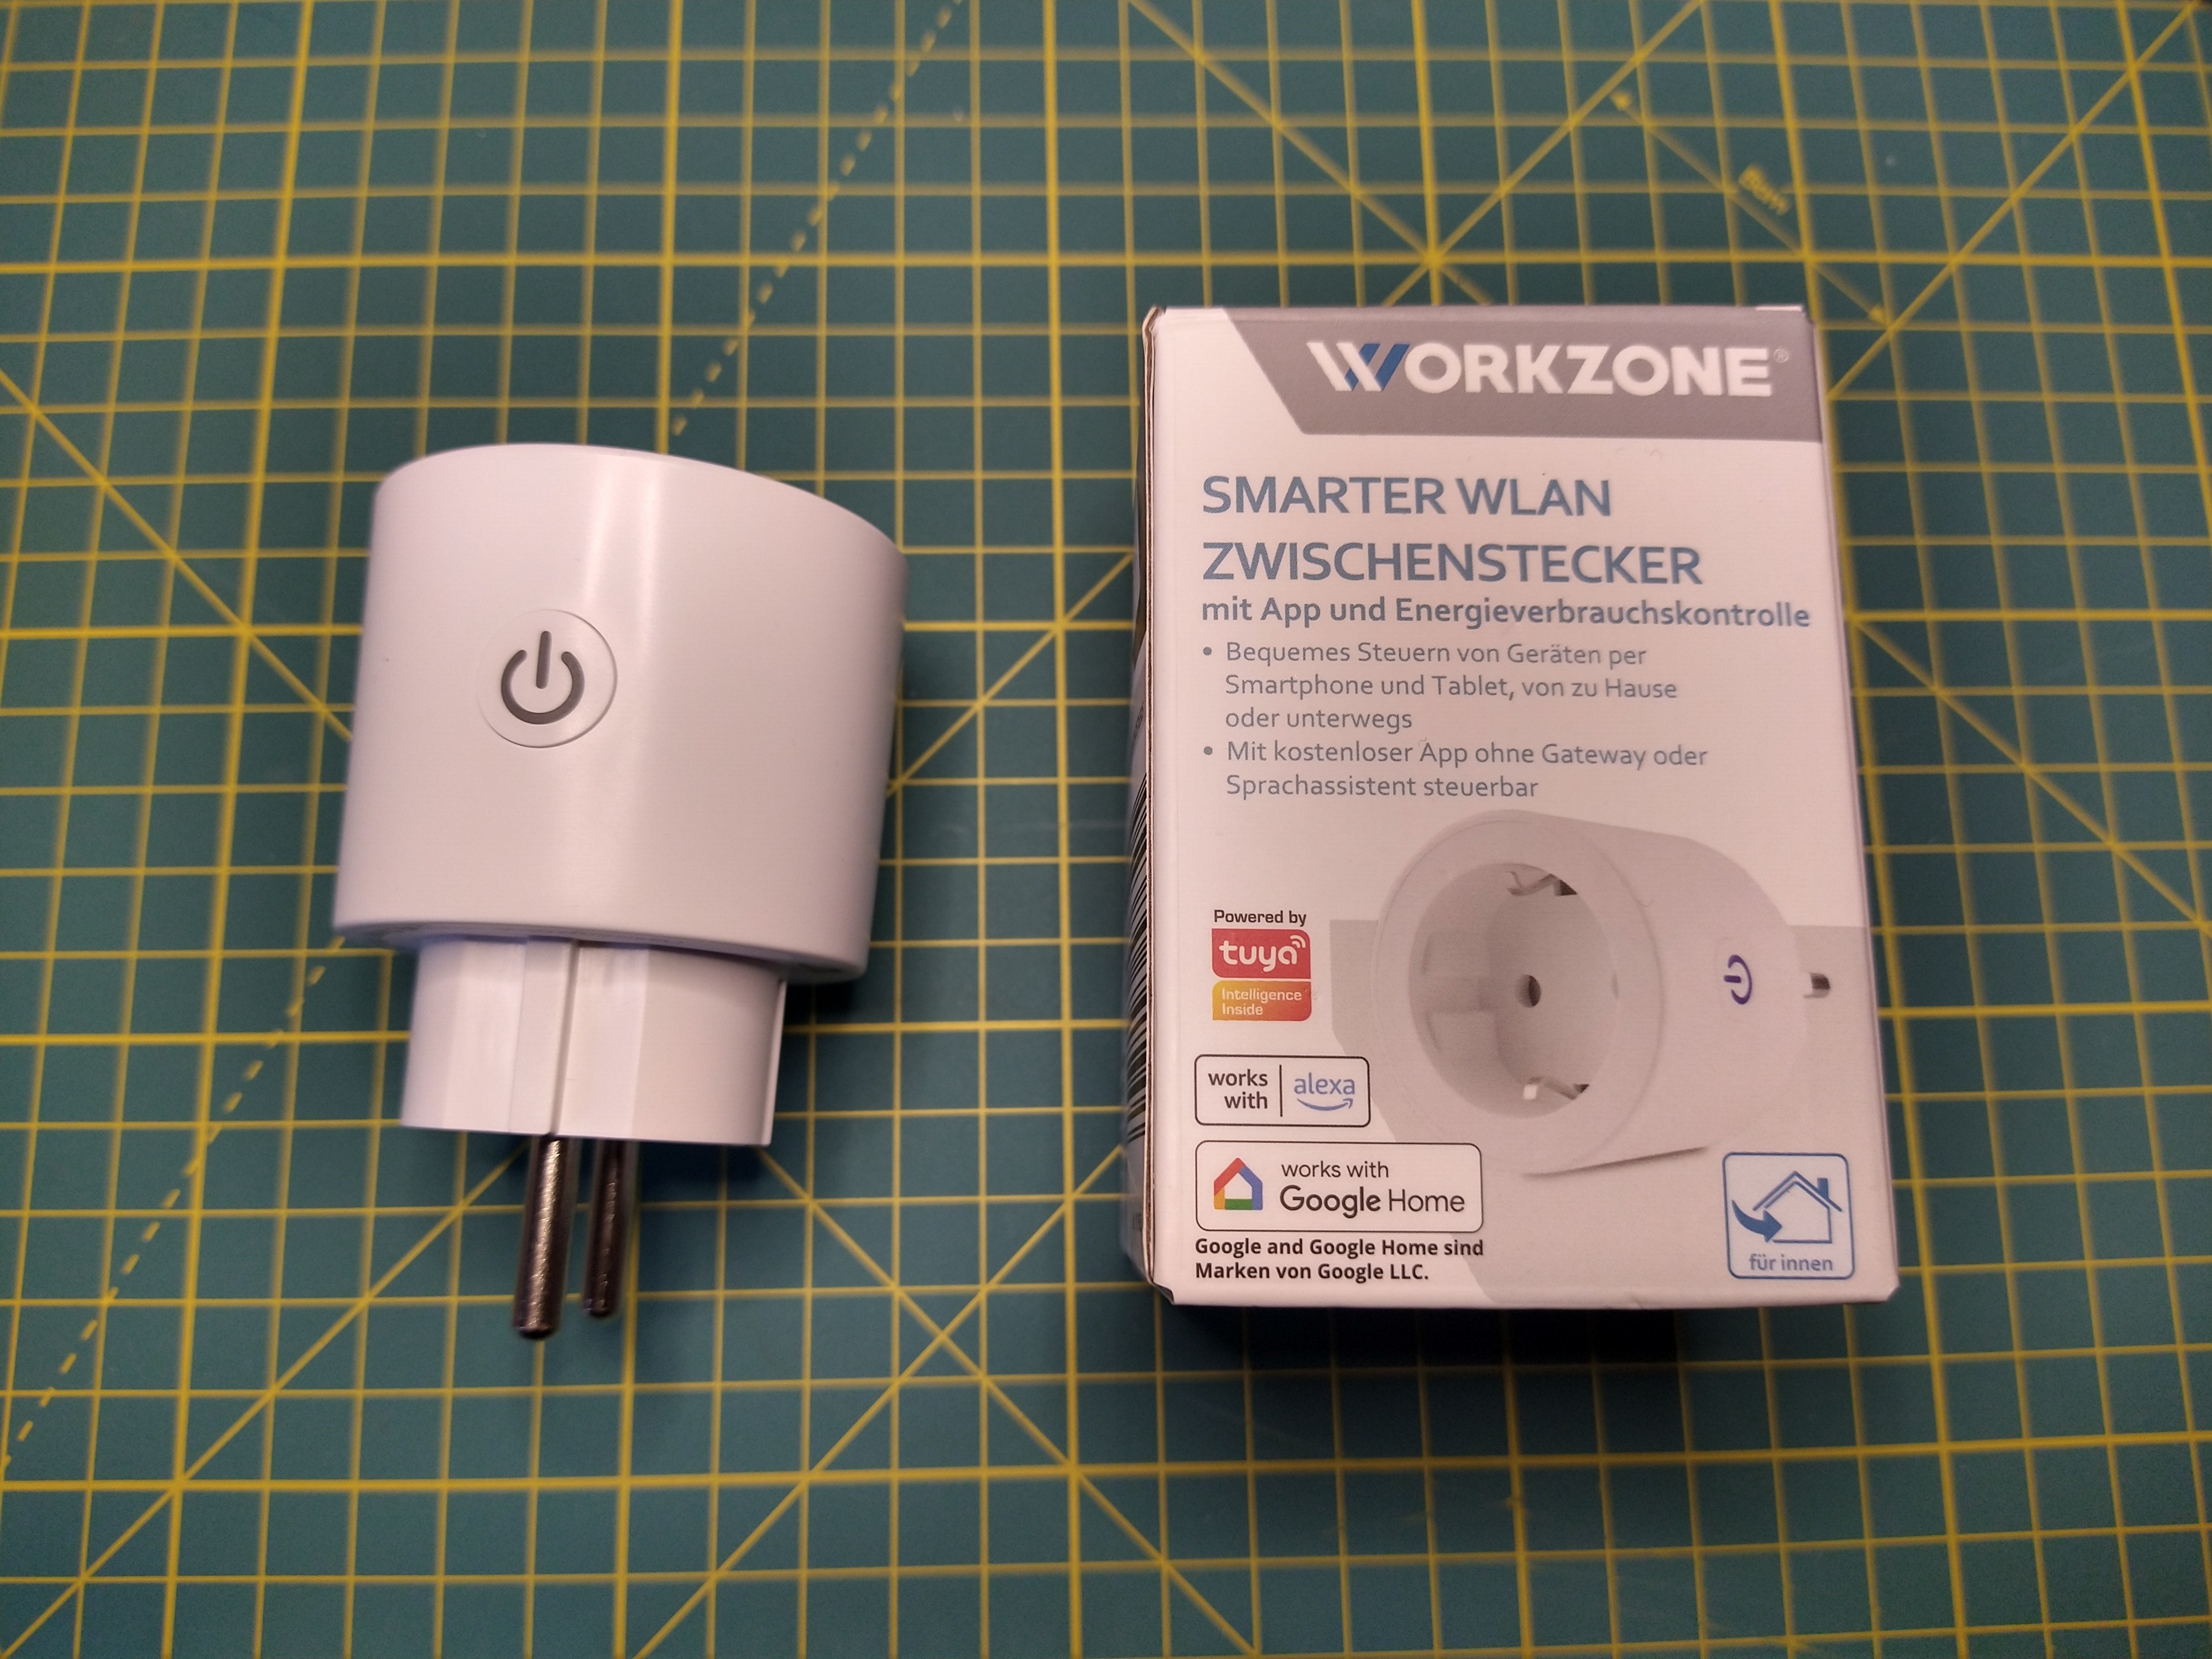 WORKZONE®
SMARTER WLAN
ZWISCHENSTECKER
mit App und Energieverbrauchskontrolle
• Bequemes Steuern von Geräten per
Smartphone und Tablet, von zu Hause
oder unterwegs
• Mit kostenloser App ohne Gateway oder
Sprachassistent steuerbar
Powered by
tuya
Intelligence
Inside
works
with
alexa
works with
Google Home
Google and Google Home sind
Marken von Google LLC.
für innen